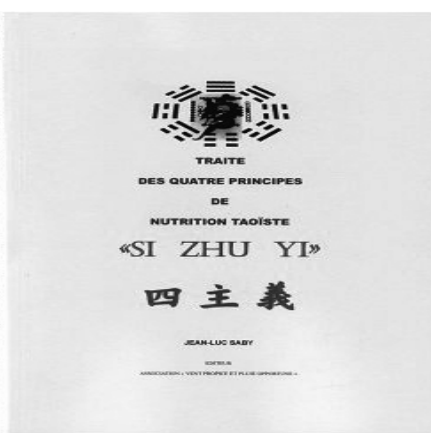 TRAITE
DES QUATRE PRINCIPES
DE
NUTRITION TAOÏSTE
«SI ZHU YI»
四主義
JEAN-LUC SABY
EDITEUR
ASSOCIATION « VENT PROPICE ET PLUIE OPPORTUNE »